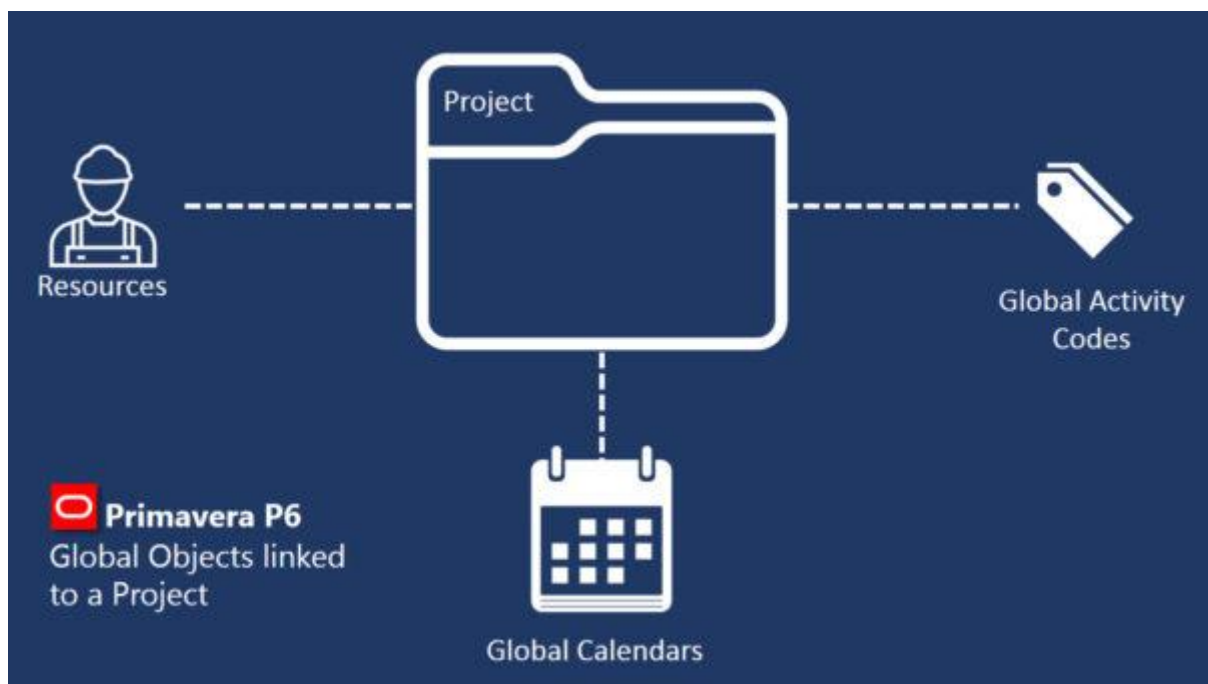 Project
Resources
Global Activity
Codes
Primavera P6
Global Objects linked
to a Project
Global Calendars